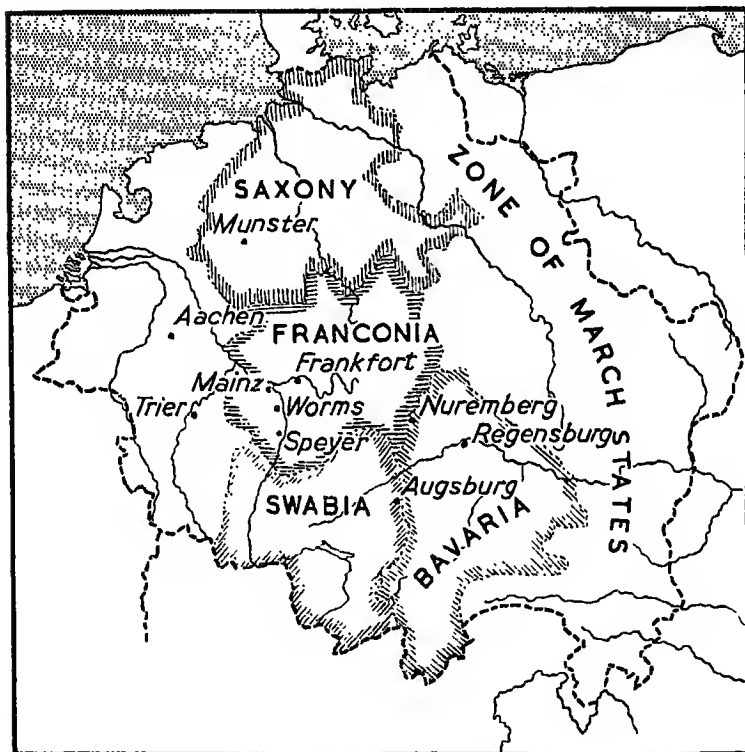 SAXONY
Munster
ZONE OF MARCH STATES
Aachen
FRANCONIA
Frankfort
Mainz
Trier
Worms
Nuremberg
Speyer
Regensburg
SWABIA
Augsburg
BAVARIA